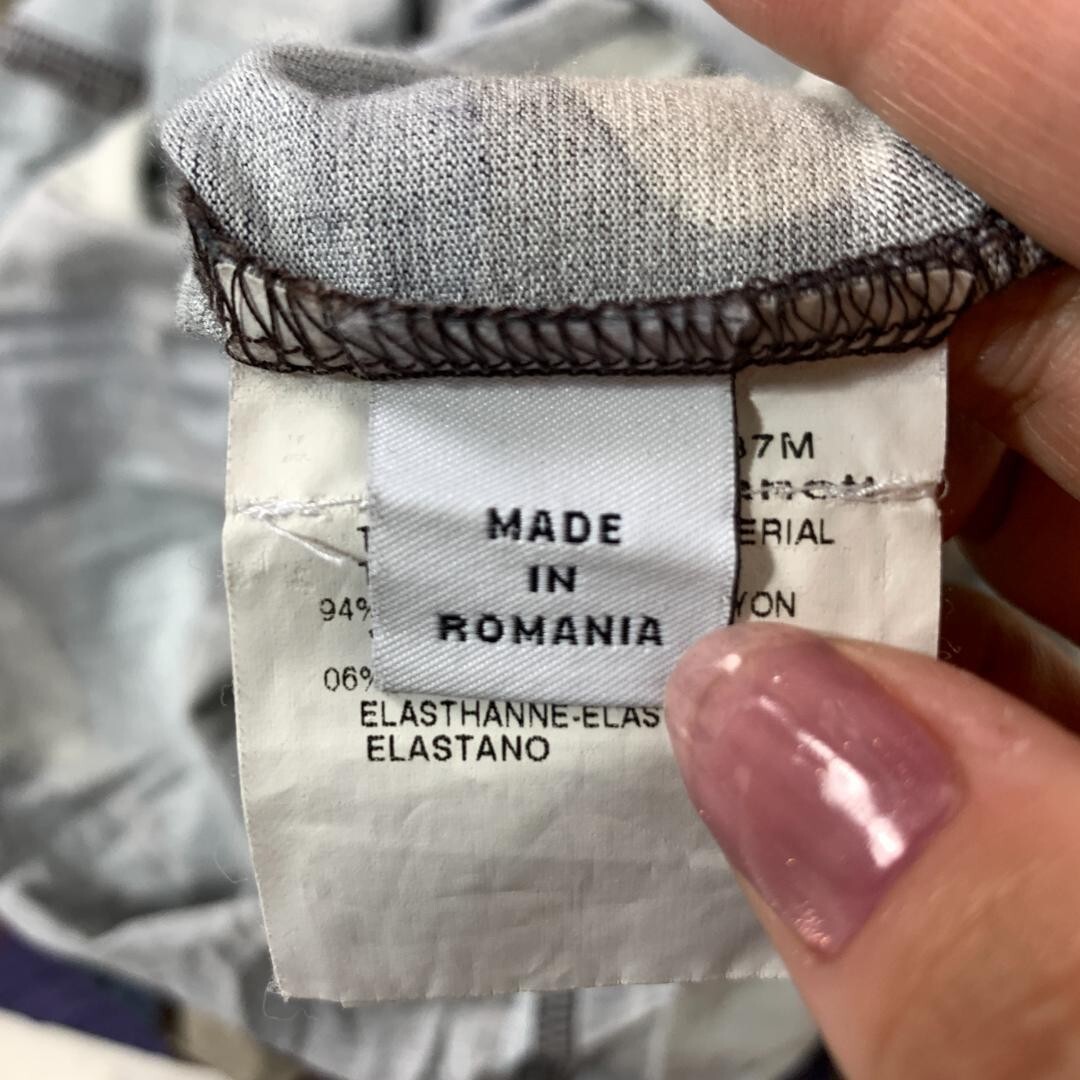 MADE
IN
ROMANIA
7M
ERIAL
94%
YON
06%
ELASTHANNE-ELAS
ELASTANO